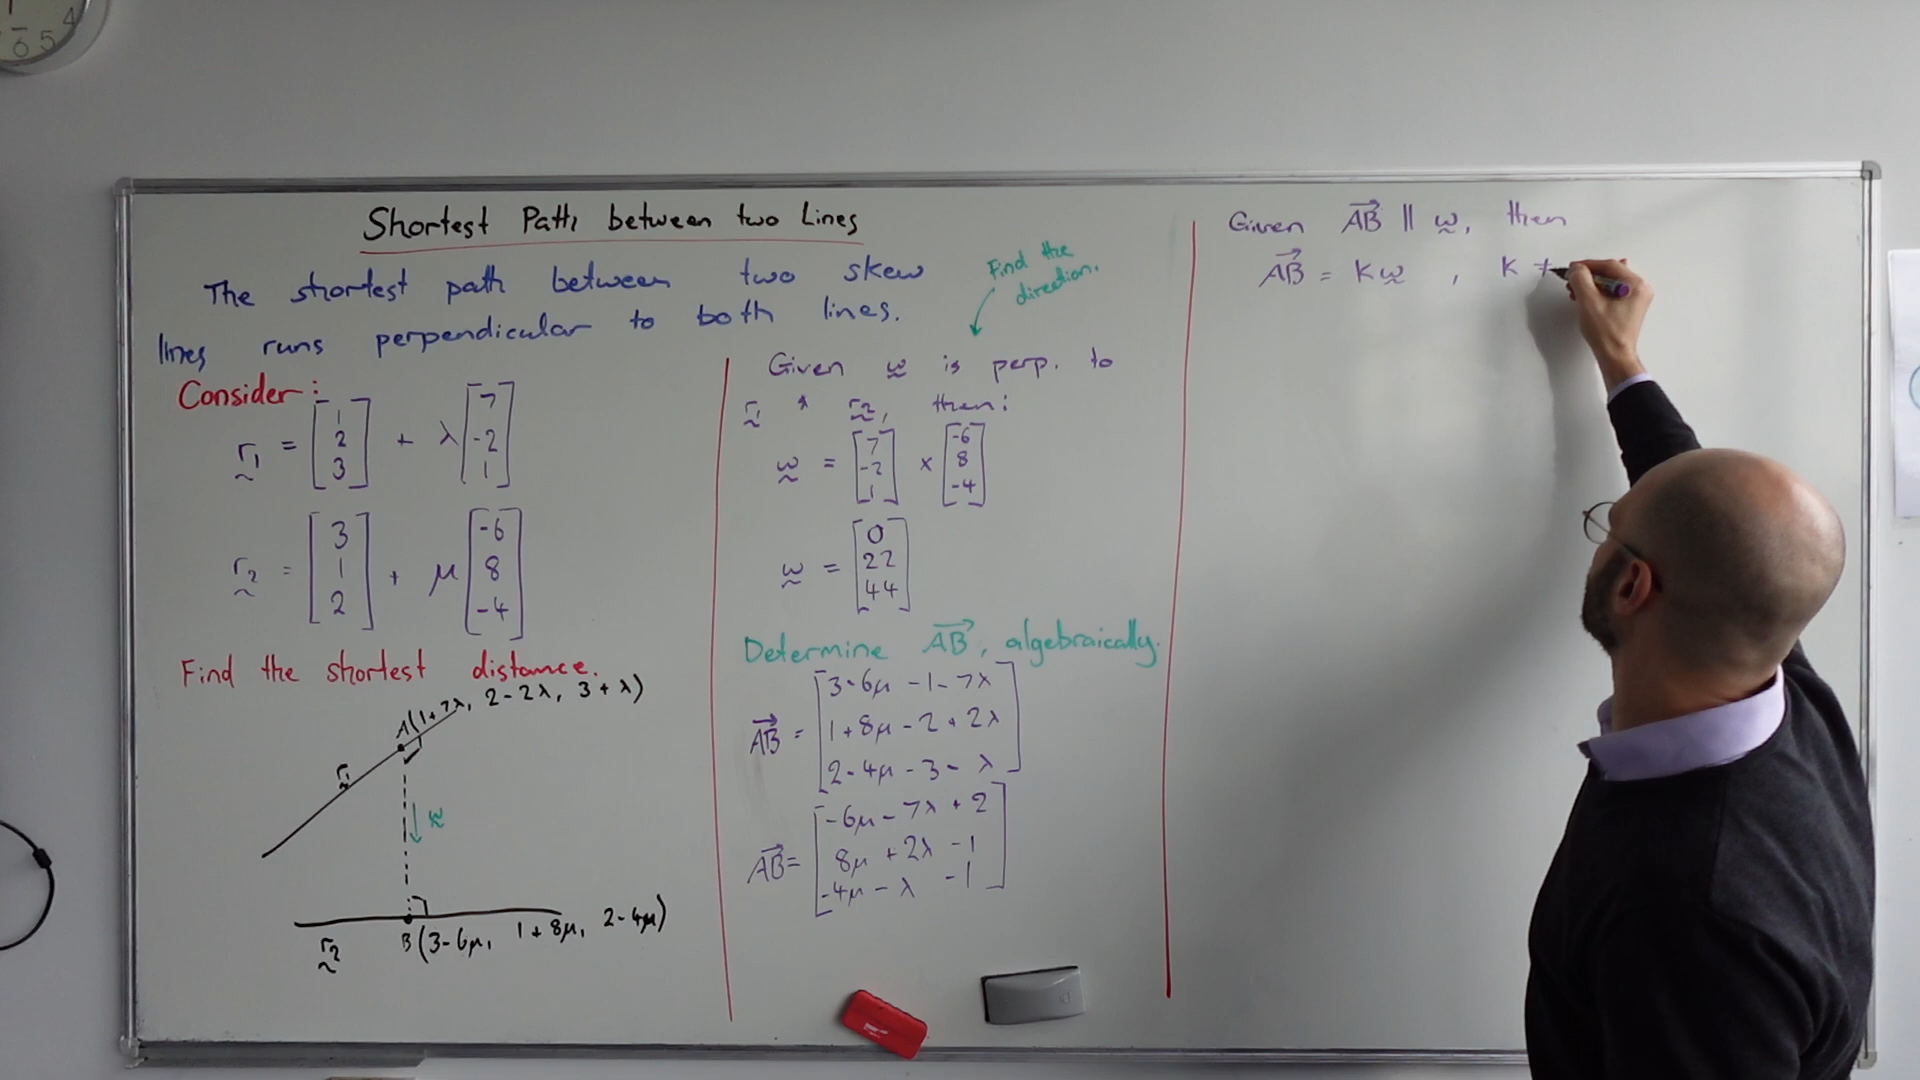 Shortest Path between two Lines
The shortest path between two skew
lines runs perpendicular to both lines.
Consider:
r₁ = [1 2 3] + λ[7 -2 1]
r₂ = [3 1 2] + μ[-6 8 -4]
Find the shortest distance.
A(1+7λ, 2-2λ, 3+λ)
r₁
w
r₂
B(3-6μ, 1+8μ, 2-4μ)
Find the
direction.
Given w is perp. to
r₁ & r₂, then:
w = [7 -2 1] × [-6 8 -4]
w = [0 22 44]
Determine AB, algebraically.
AB = [3-6μ-1-7λ
1+8μ-2+2λ
2-4μ-3-λ]
AB = [-6μ-7λ+2
8μ+2λ-1
-4μ-λ-1]
Given AB || w, then
AB = kw , k ≠
4
5
6